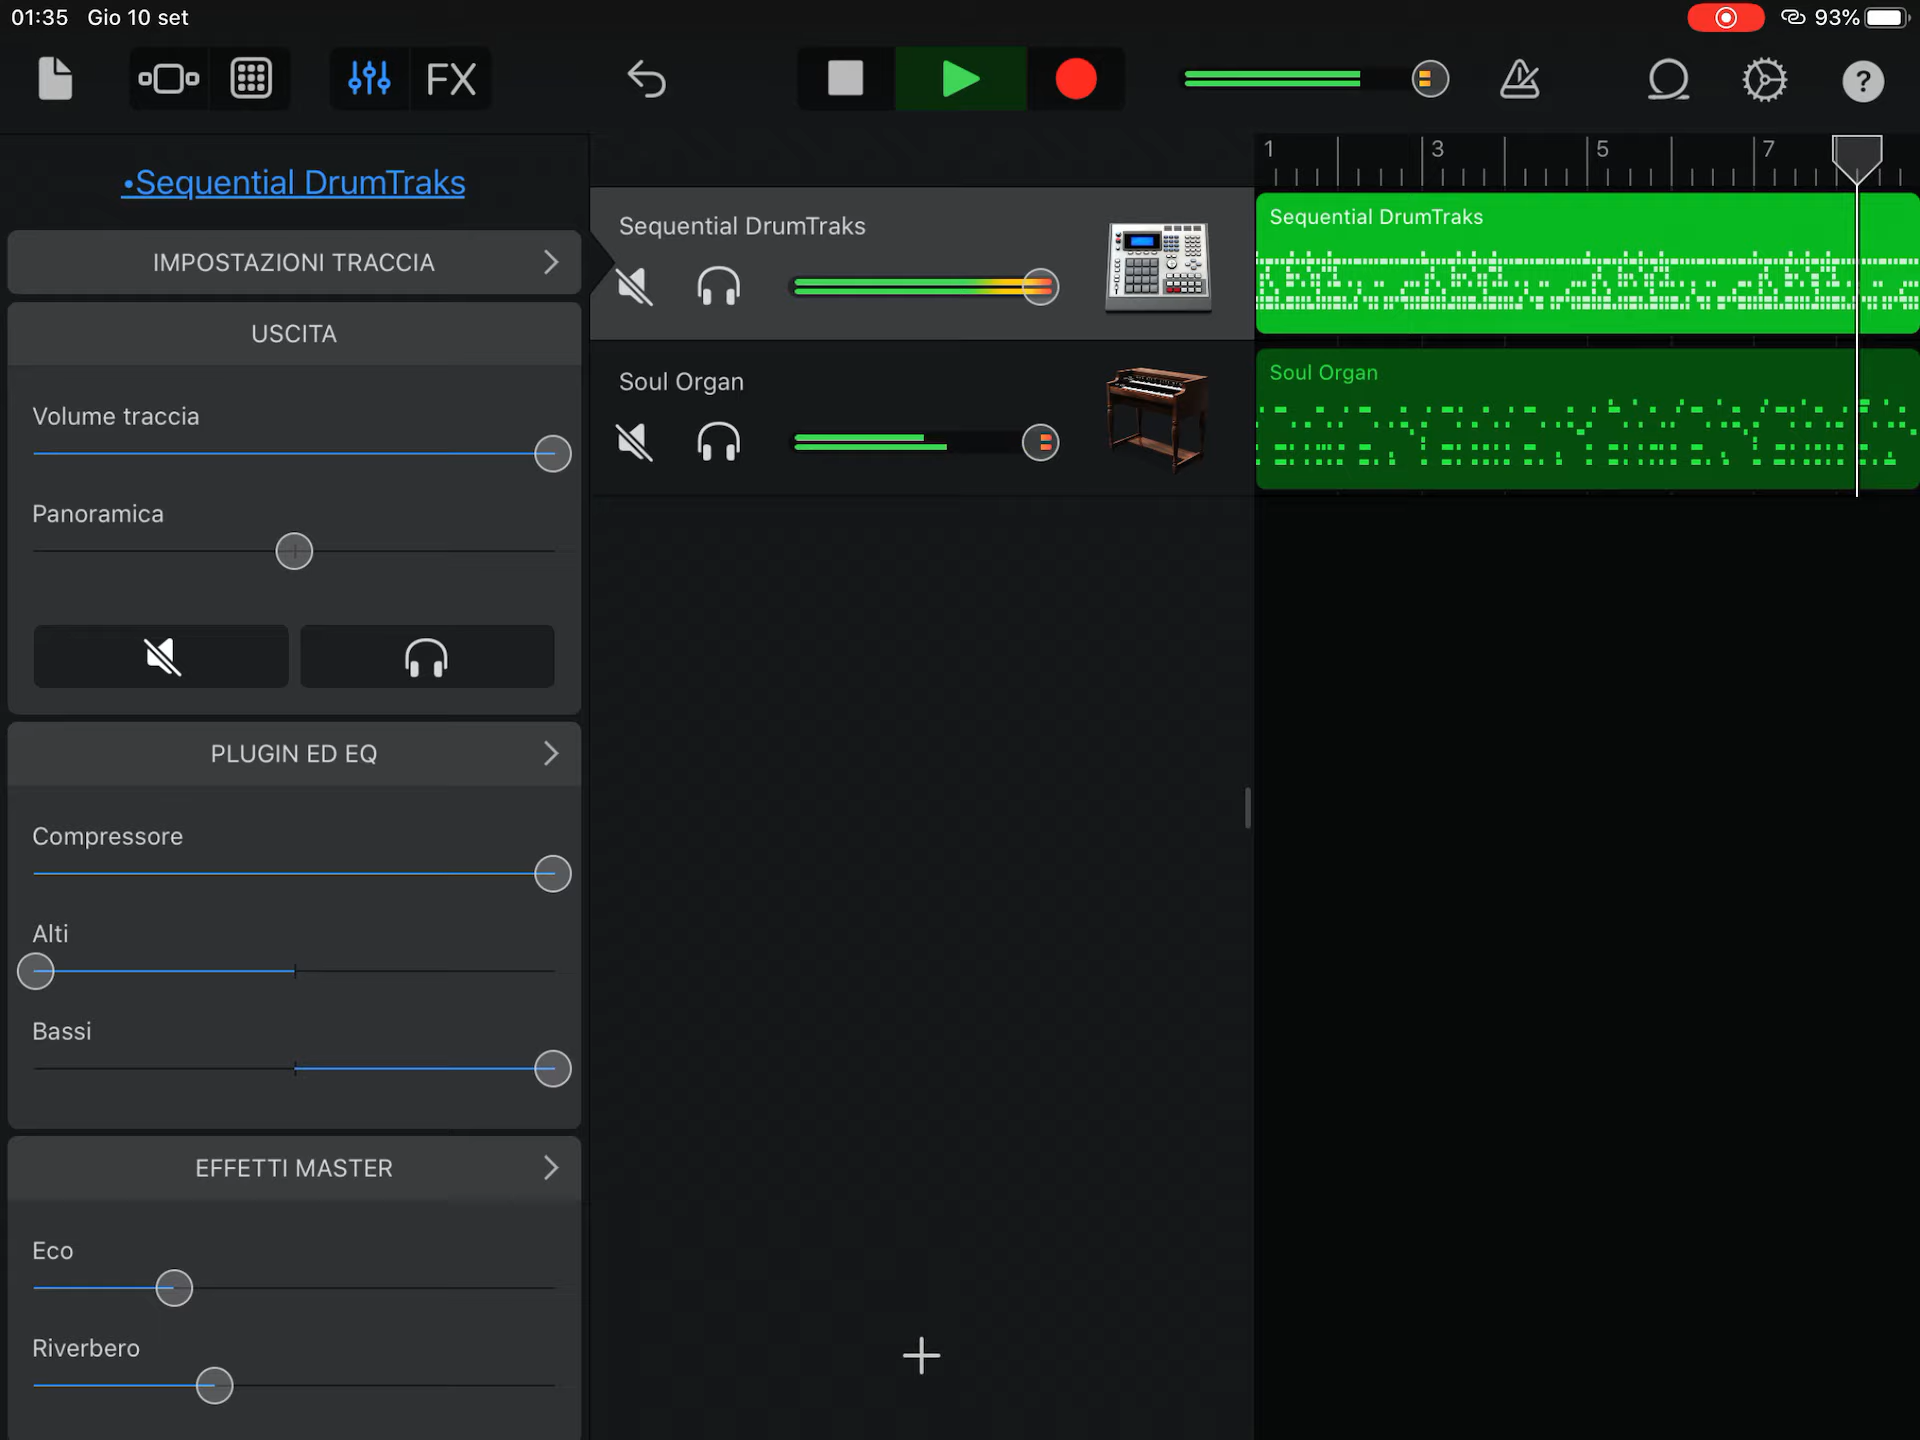 01:35 Gio 10 set
93%
FX
?
•Sequential DrumTraks
IMPOSTAZIONI TRACCIA
USCITA
Volume traccia
Panoramica
PLUGIN ED EQ
Compressore
Alti
Bassi
EFFETTI MASTER
Eco
Riverbero
Sequential DrumTraks
Soul Organ
1 3 5 7
Sequential DrumTraks
Soul Organ